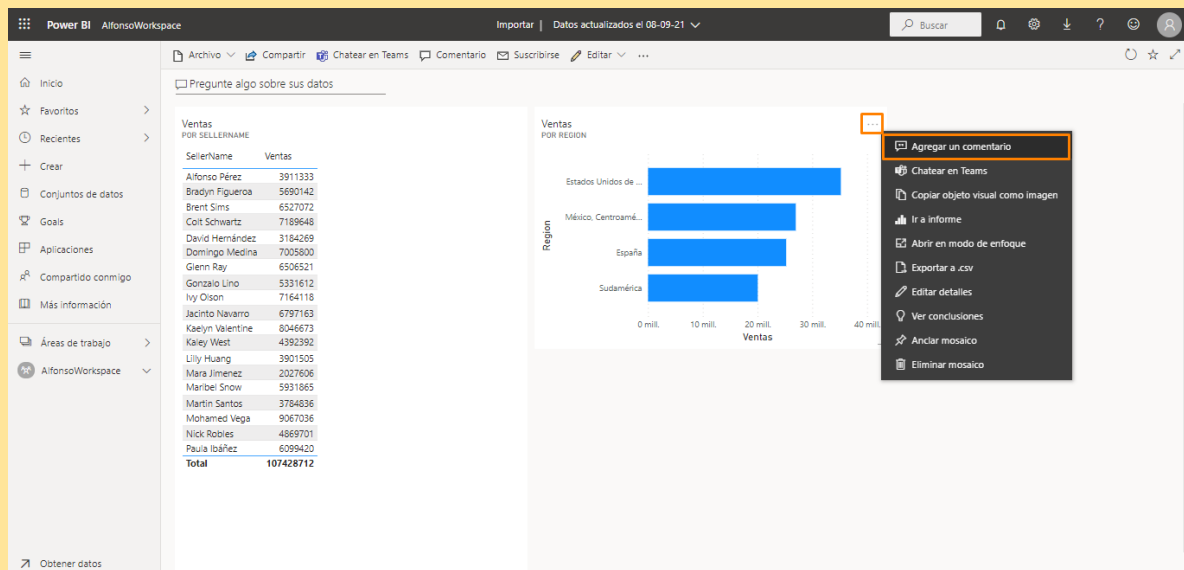 Power BI AlfonsoWorkspace
Importar | Datos actualizados el 08-09-21
Buscar
Archivo Compartir Chatear en Teams Comentario Suscribirse Editar ...
Inicio
Favoritos
Recientes
Crear
Conjuntos de datos
Goals
Aplicaciones
Compartido conmigo
Más información
Áreas de trabajo
AlfonsoWorkspace
Obtener datos
Pregunte algo sobre sus datos
Ventas
POR SELLERNAME
SellerName Ventas
Alfonso Pérez 3911333
Bradyn Figueroa 5690142
Brent Sims 6527072
Colt Schwartz 7189648
David Hernández 3184269
Domingo Medina 7005800
Glenn Ray 6506521
Gonzalo Lino 5331612
Ivy Olson 7164118
Jacinto Navarro 6797163
Kaelyn Valentine 8046673
Kaley West 4392392
Lilly Huang 3901505
Mara Jimenez 2027606
Maribel Snow 5931865
Martin Santos 3784836
Mohamed Vega 9067036
Nick Robles 4869701
Paula Ibáñez 6099420
Total 107428712
Ventas
POR REGION
Region
Estados Unidos de ...
México, Centroamé...
España
Sudamérica
0 mill. 10 mill. 20 mill. 30 mill. 40 mill.
Ventas
Agregar un comentario
Chatear en Teams
Copiar objeto visual como imagen
Ir a informe
Abrir en modo de enfoque
Exportar a .csv
Editar detalles
Ver conclusiones
Anclar mosaico
Eliminar mosaico